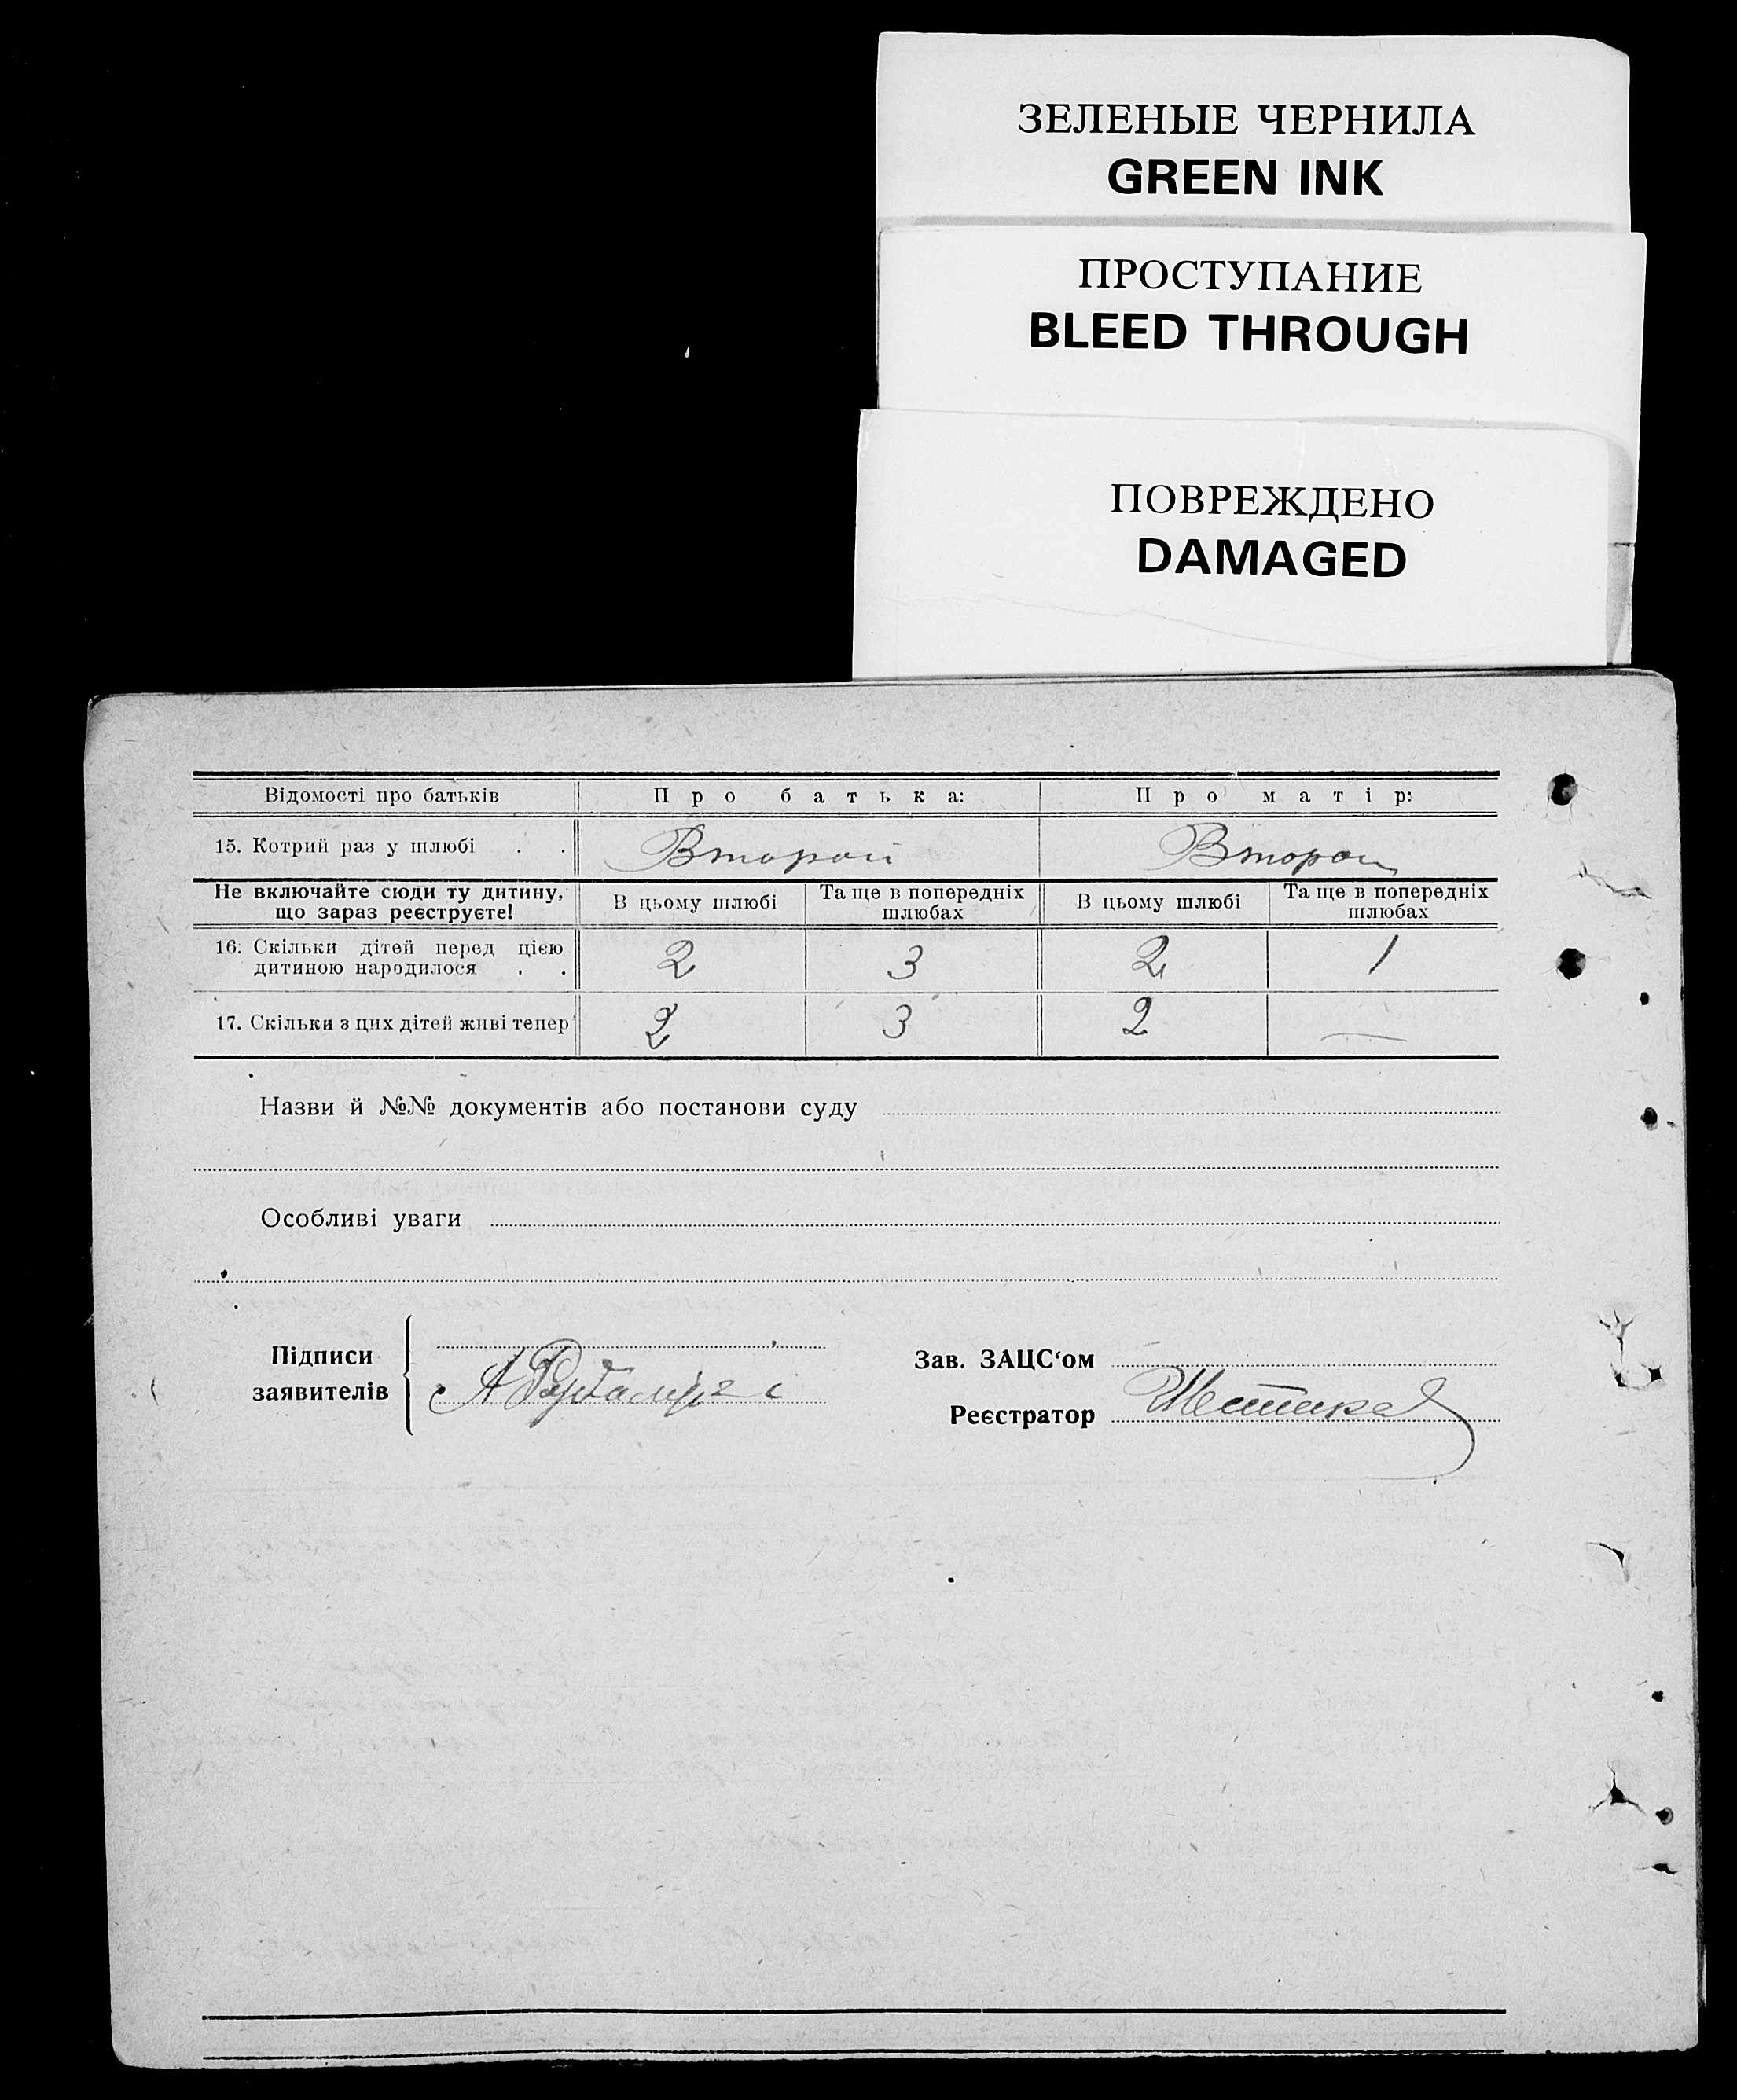 ЗЕЛЕНЫЕ ЧЕРНИЛА
GREEN INK
ПРОСТУПАНИЕ
BLEED THROUGH
ПОВРЕЖДЕНО
DAMAGED
Відомості про батьків Про батька: Про матір:
15. Котрий раз у шлюбі . . Второй Второй
Не включайте сюди ту дитину, що зараз реєструєте! В цьому шлюбі Та ще в попередніх шлюбах В цьому шлюбі Та ще в попередніх шлюбах
16. Скільки дітей перед цією дитиною народилося . . 2 3 2 1
17. Скільки з цих дітей живі тепер 2 3 2 —
Назви й №№ документів або постанови суду
Особливі уваги
Підписи заявителів
Зав. ЗАЦС‘ом
Реєстратор